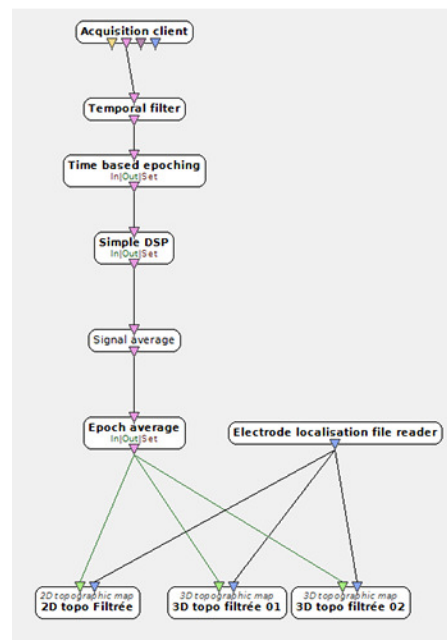 Acquisition client
Temporal filter
Time based epoching
In|Out|Set
Simple DSP
In|Out|Set
Signal average
Epoch average
In|Out|Set
Electrode localisation file reader
2D topographic map
2D topo Filtrée
3D topographic map
3D topo filtrée 01
3D topographic map
3D topo filtrée 02